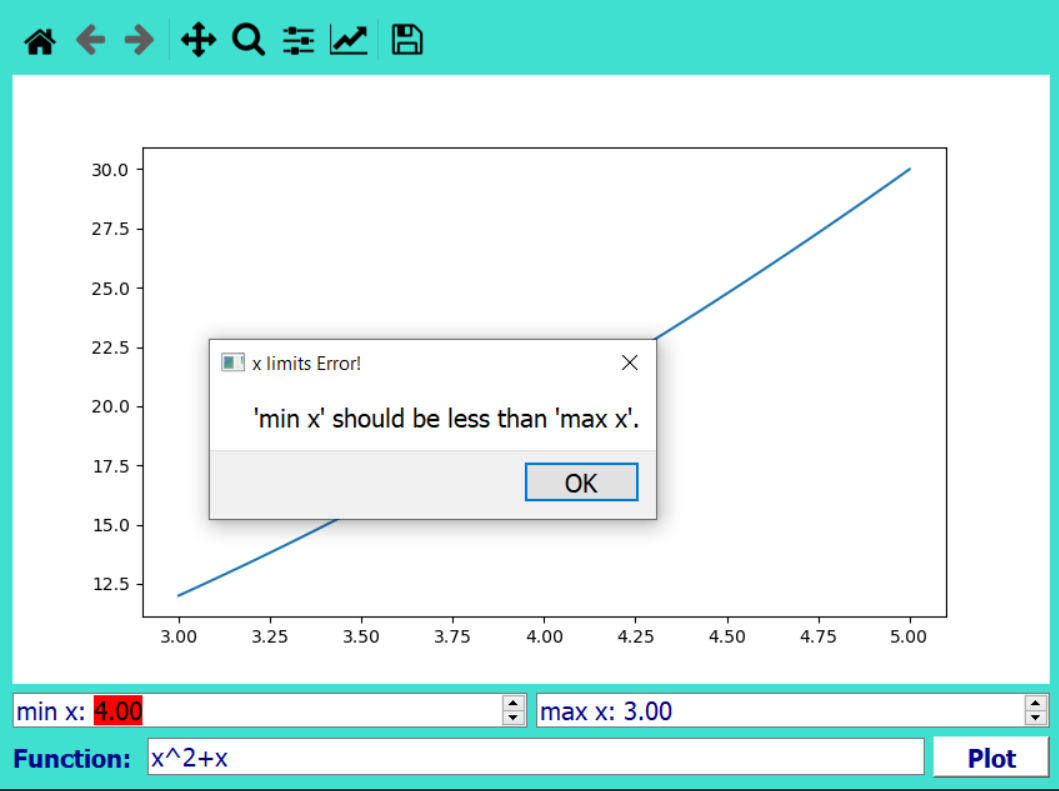 30.0
27.5
25.0
22.5
20.0
17.5
15.0
12.5
x limits Error!
'min x' should be less than 'max x'.
OK
3.00 3.25 3.50 3.75 4.00 4.25 4.50 4.75 5.00
min x: 4.00 max x: 3.00
Function: x^2+x Plot